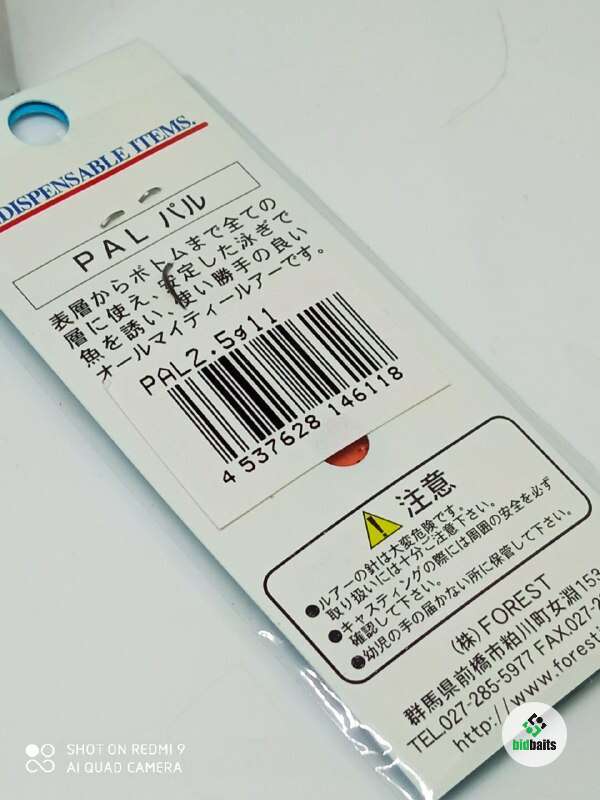 DISPENSABLE ITEMS.
PAL パル
表層からボトムまで全ての
層に使え、安定した泳ぎで
魚を誘い、使い勝手の良い
オールマイティールアーです。
PAL2.5g11
4 537628 146118
注意
●ルアーの針は大変危険です。
取り扱いには十分ご注意下さい。
●キャスティングの際には周囲の安全を必ず
確認して下さい。
●幼児の手の届かない所に保管して下さい。
(株) FOREST
群馬県前橋市粕川町女淵153
TEL.027-285-5977 FAX.027-2
http://www.foresti
bidbaits
SHOT ON REDMI 9
AI QUAD CAMERA